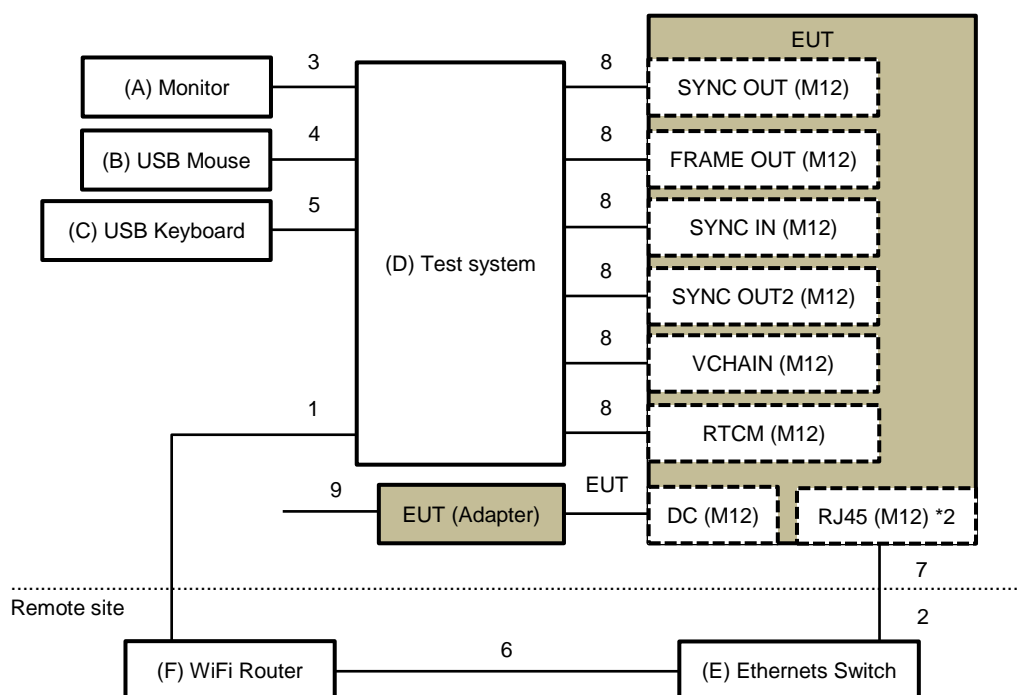 EUT
3
8
(A) Monitor
SYNC OUT (M12)
4
8
(B) USB Mouse
FRAME OUT (M12)
5
8
(C) USB Keyboard
SYNC IN (M12)
(D) Test system
8
SYNC OUT2 (M12)
8
VCHAIN (M12)
1
8
RTCM (M12)
9
EUT (Adapter)
EUT
DC (M12)
RJ45 (M12) *2
7
Remote site
2
(F) WiFi Router
6
(E) Ethernets Switch